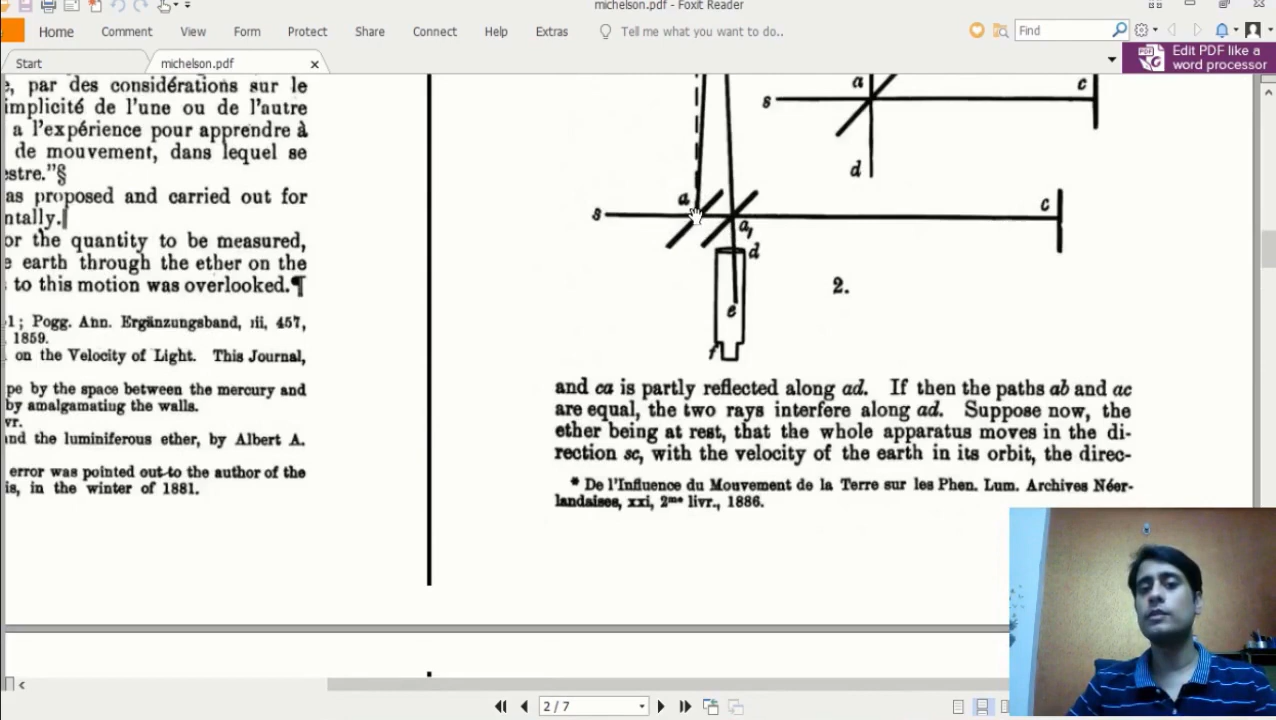 michelson.pdf - Foxit Reader
Home Comment View Form Protect Share Connect Help Extras Tell me what you want to do.. Find
Start michelson.pdf Edit PDF like a
word processor
e, par des considérations sur le
implicité de l'une ou de l'autre
a l'expérience pour apprendre à
de mouvement, dans lequel se
estre."§
as proposed and carried out for
ntally.‖
or the quantity to be measured,
e earth through the ether on the
to this motion was overlooked.¶
1; Pogg. Ann. Ergänzungsband, iii, 457,
1859.
on the Velocity of Light. This Journal,
pe by the space between the mercury and
by amalgamating the walls.
vr.
nd the luminiferous ether, by Albert A.
error was pointed out to the author of the
is, in the winter of 1881.
a c
s
d
a c
s
a,
d
2.
e
f
and ca is partly reflected along ad. If then the paths ab and ac
are equal, the two rays interfere along ad. Suppose now, the
ether being at rest, that the whole apparatus moves in the di-
rection sc, with the velocity of the earth in its orbit, the direc-
* De l'Influence du Mouvement de la Terre sur les Phen. Lum. Archives Néer-
landaises, xxi, 2me livr., 1886.
2 / 7